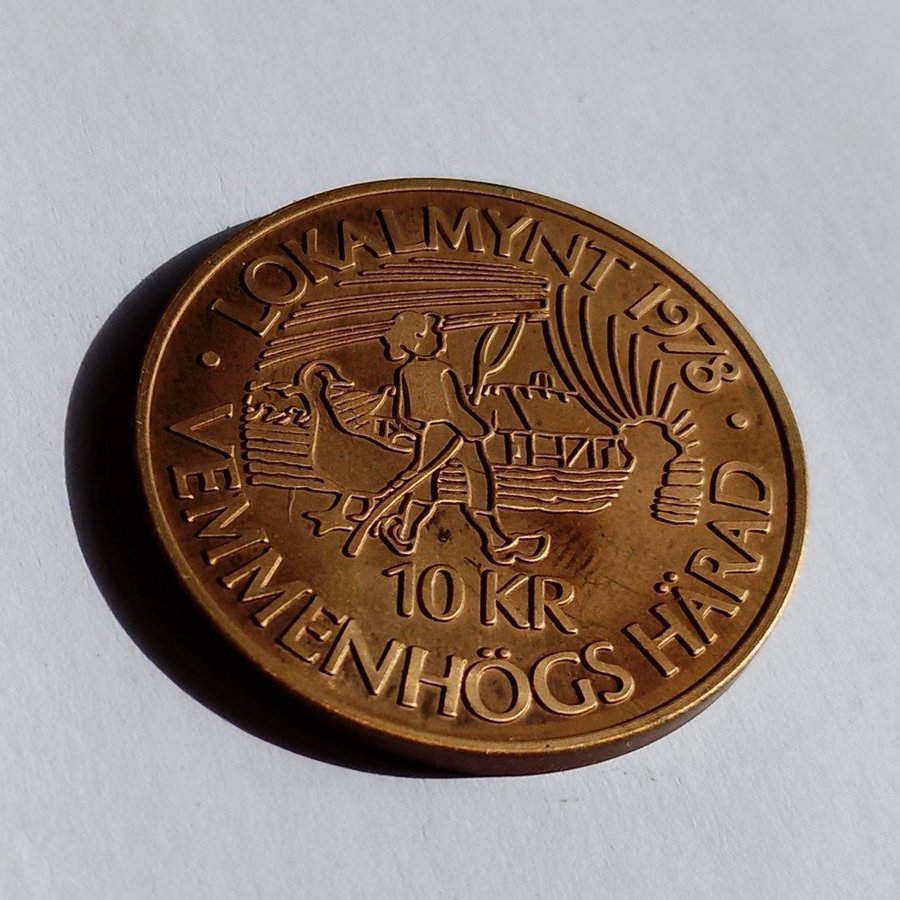 LOKALMYNT 1978
10 KR
VEMMENHÖGS HÄRAD